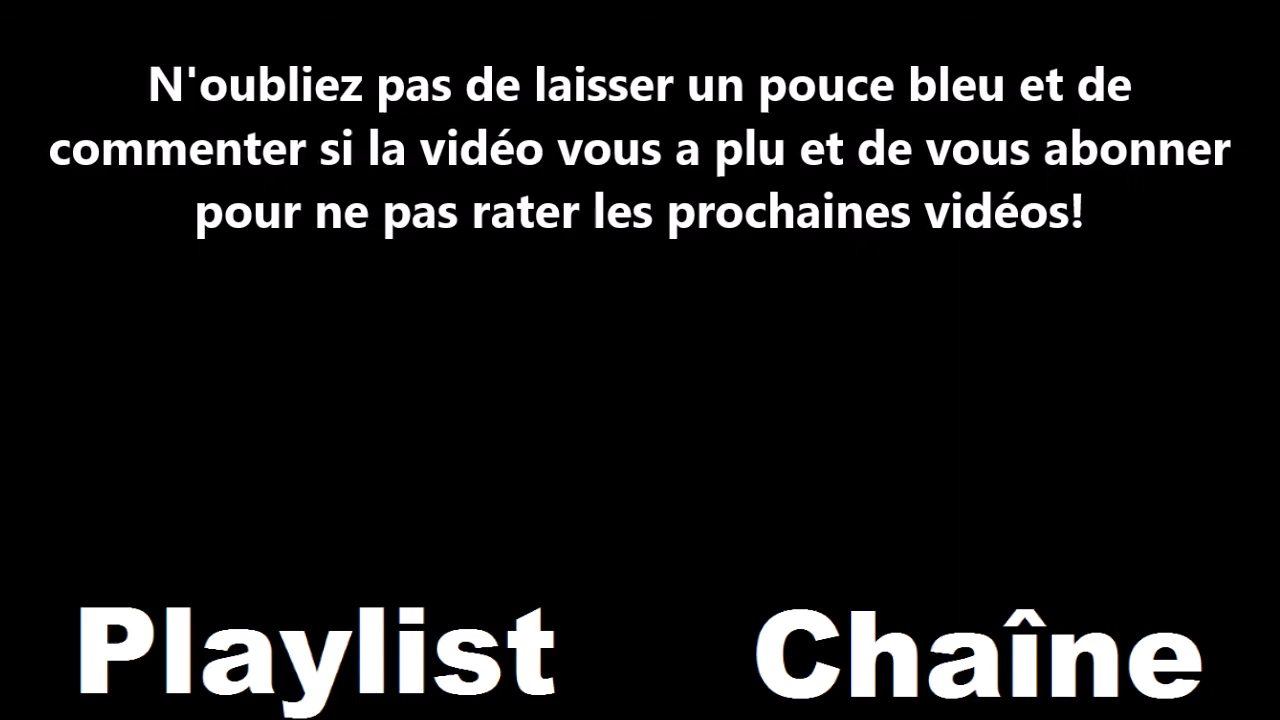 N'oubliez pas de laisser un pouce bleu et de
commenter si la vidéo vous a plu et de vous abonner
pour ne pas rater les prochaines vidéos!
Playlist
Chaîne